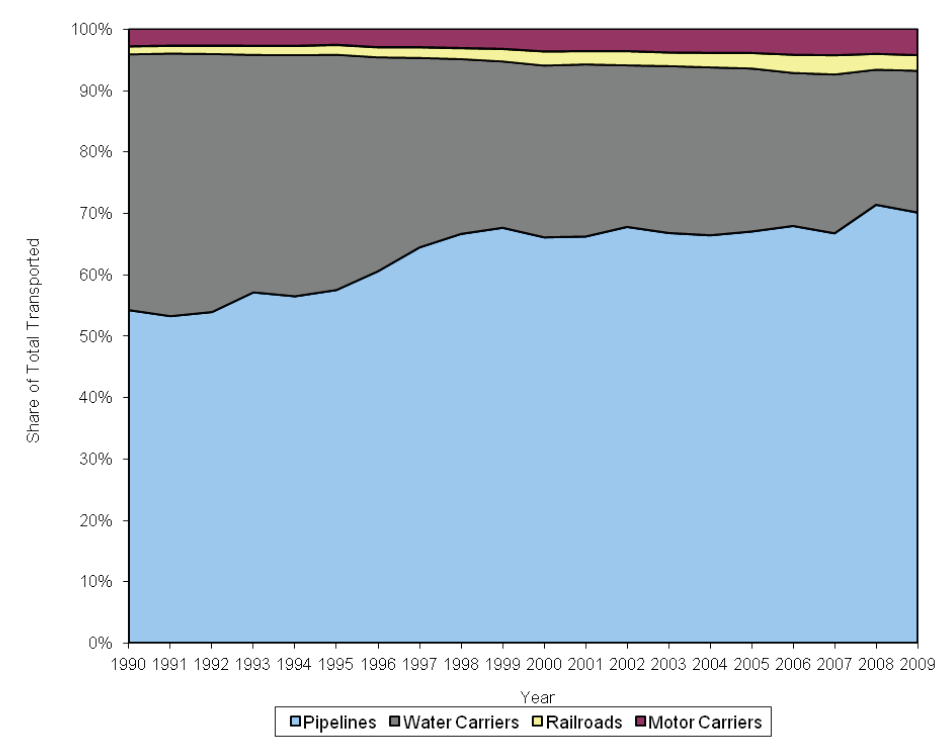 100%
90%
80%
70%
60%
50%
40%
30%
20%
10%
0%
Share of Total Transported
1990 1991 1992 1993 1994 1995 1996 1997 1998 1999 2000 2001 2002 2003 2004 2005 2006 2007 2008 2009
Year
Pipelines Water Carriers Railroads Motor Carriers